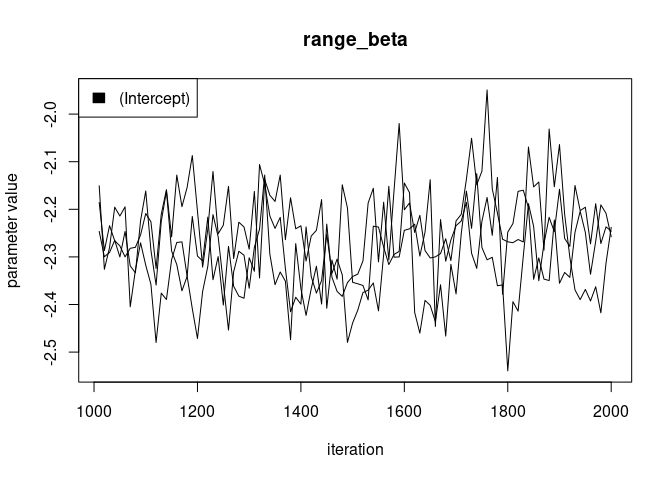 range_beta
(Intercept)
parameter value
-2.0
-2.1
-2.2
-2.3
-2.4
-2.5
1000 1200 1400 1600 1800 2000
iteration